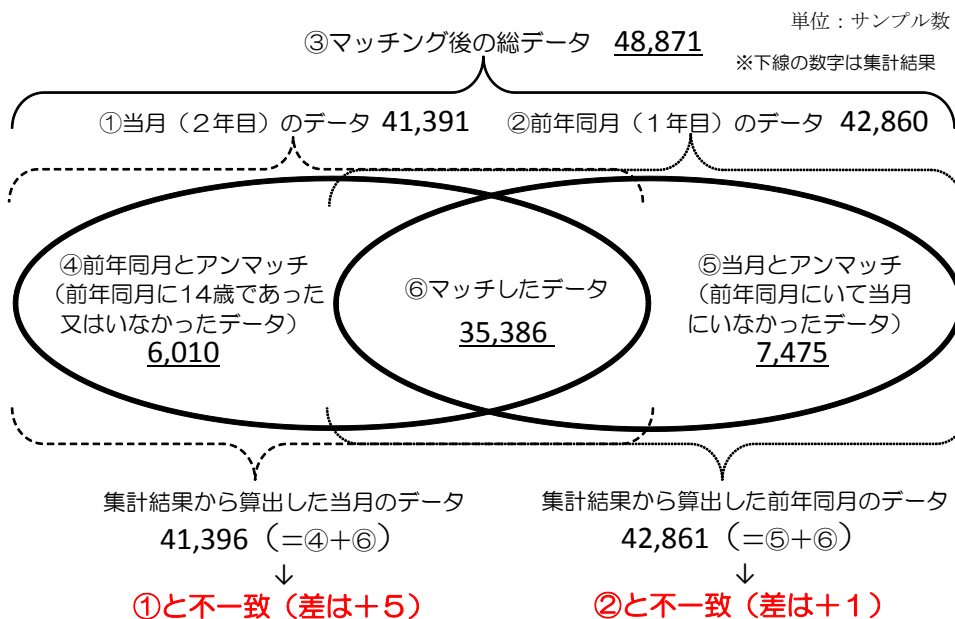 単位：サンプル数
③マッチング後の総データ 48,871
※下線の数字は集計結果
①当月（２年目）のデータ 41,391
②前年同月（１年目）のデータ 42,860
④前年同月とアンマッチ
（前年同月に14歳であった
又はいなかったデータ）
6,010
⑥マッチしたデータ
35,386
⑤当月とアンマッチ
（前年同月にいて当月
にいなかったデータ）
7,475
集計結果から算出した当月のデータ
41,396（＝④＋⑥）
↓
①と不一致（差は＋５）
集計結果から算出した前年同月のデータ
42,861（＝⑤＋⑥）
↓
②と不一致（差は＋１）